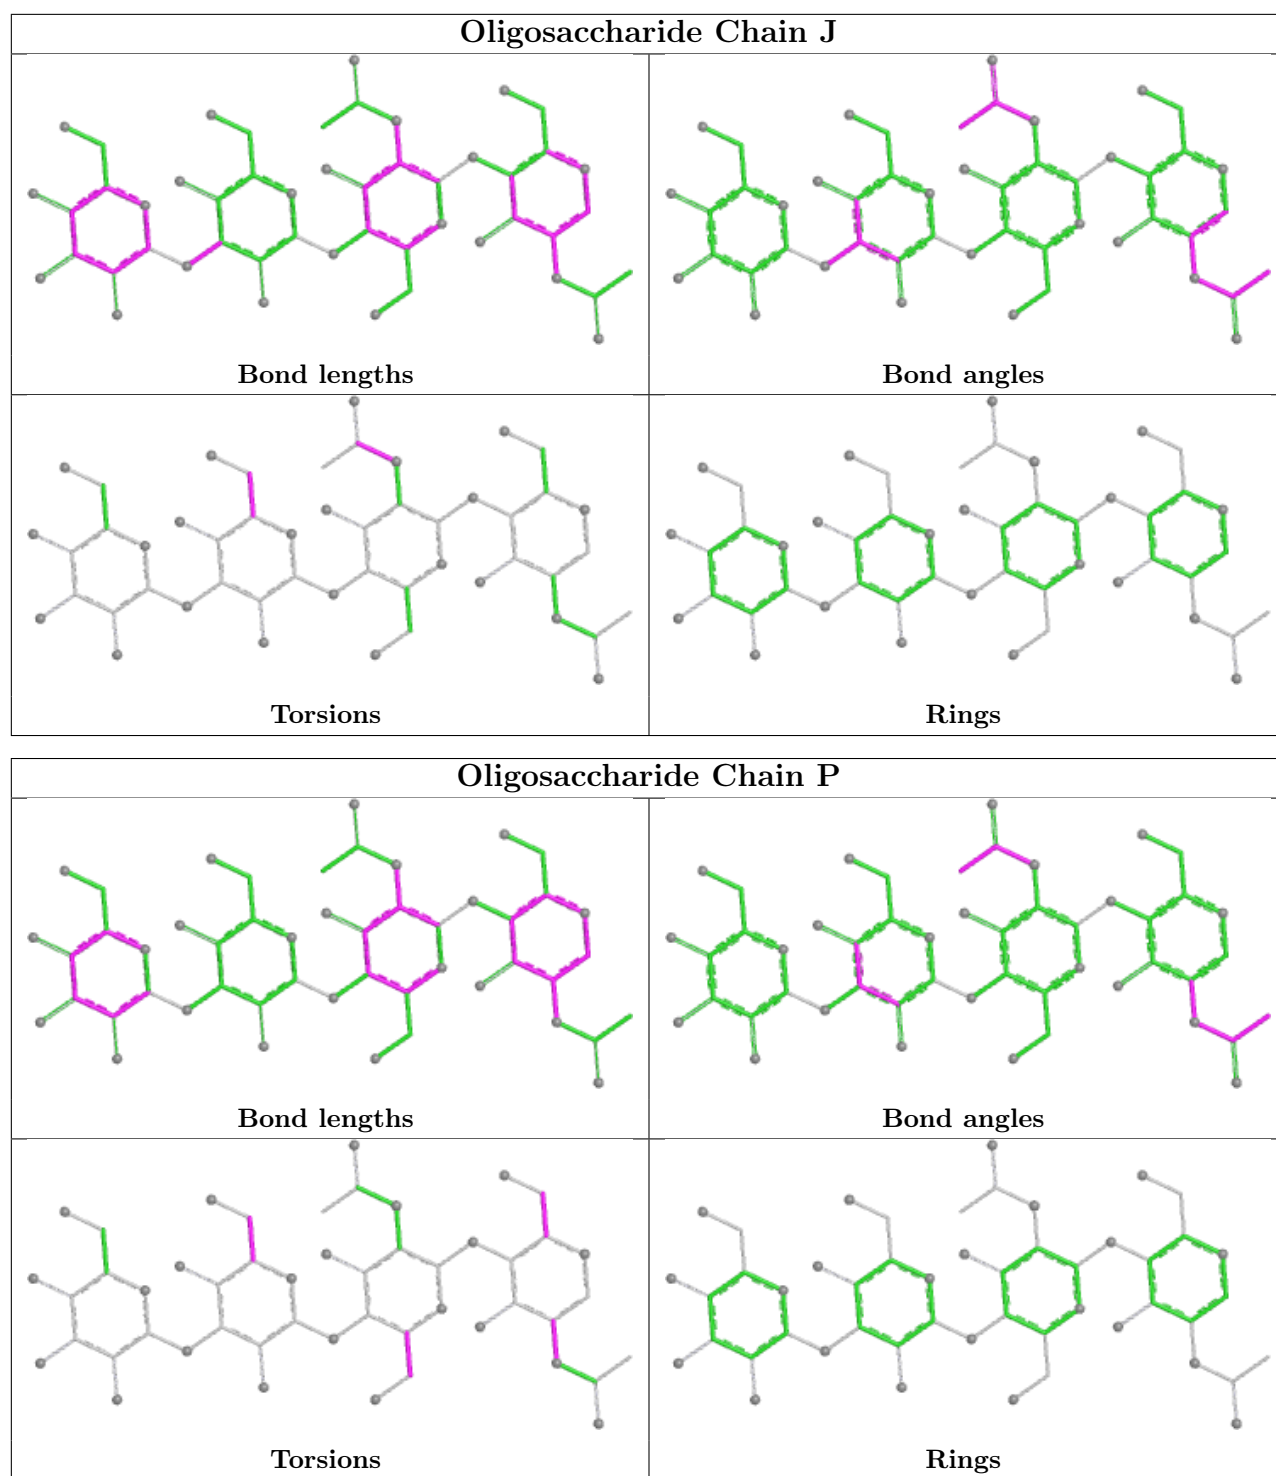 Oligosaccharide Chain J
Bond lengths
Bond angles
Torsions
Rings
Oligosaccharide Chain P
Bond lengths
Bond angles
Torsions
Rings